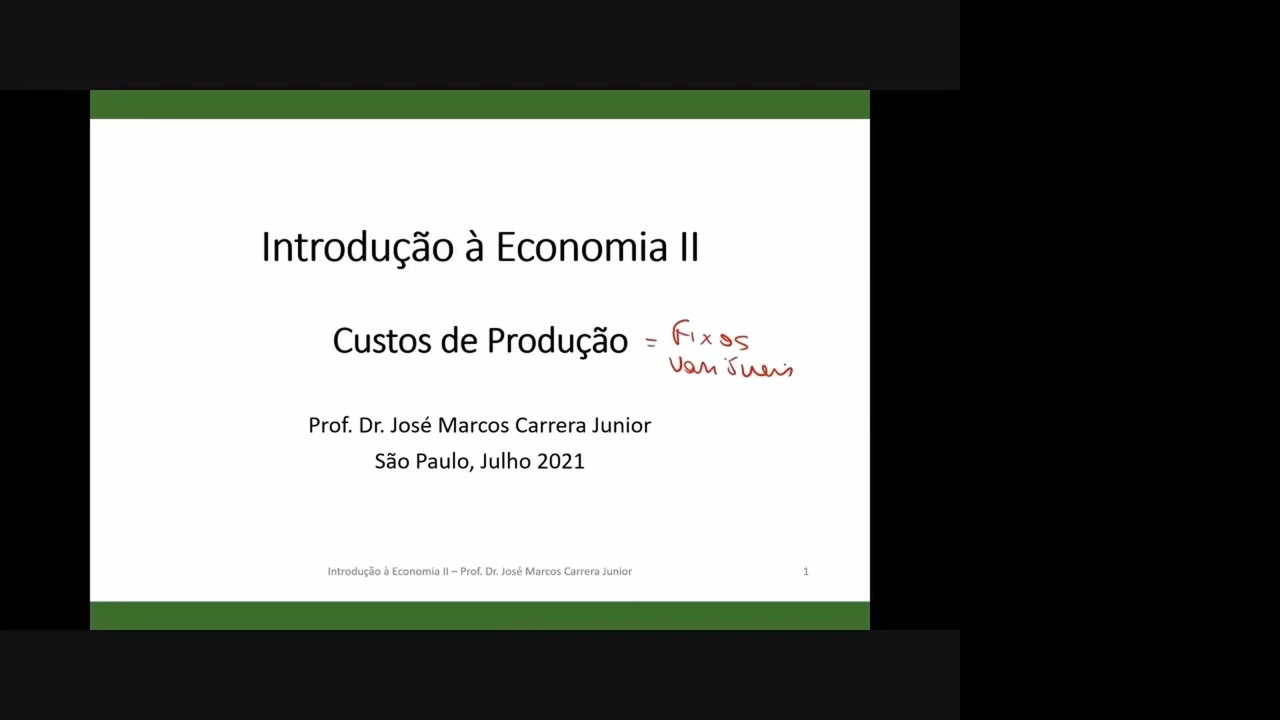 Introdução à Economia II
Custos de Produção = Fixos
Variáveis
Prof. Dr. José Marcos Carrera Junior
São Paulo, Julho 2021
Introdução à Economia II – Prof. Dr. José Marcos Carrera Junior 1